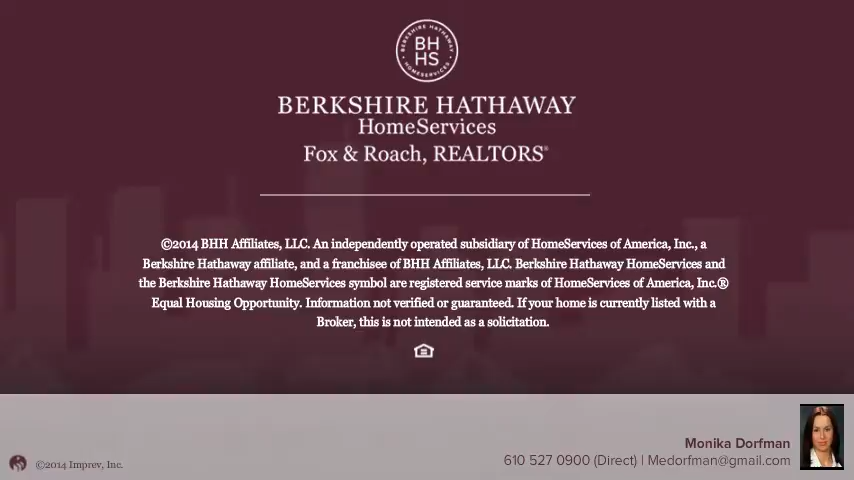 BERKSHIRE HATHAWAY
HOMESERVICES
BH
HS
BERKSHIRE HATHAWAY
HomeServices
Fox & Roach, REALTORS®
©2014 BHH Affiliates, LLC. An independently operated subsidiary of HomeServices of America, Inc., a
Berkshire Hathaway affiliate, and a franchisee of BHH Affiliates, LLC. Berkshire Hathaway HomeServices and
the Berkshire Hathaway HomeServices symbol are registered service marks of HomeServices of America, Inc.®
Equal Housing Opportunity. Information not verified or guaranteed. If your home is currently listed with a
Broker, this is not intended as a solicitation.
Monika Dorfman
610 527 0900 (Direct) | Medorfman@gmail.com
©2014 Imprev, Inc.